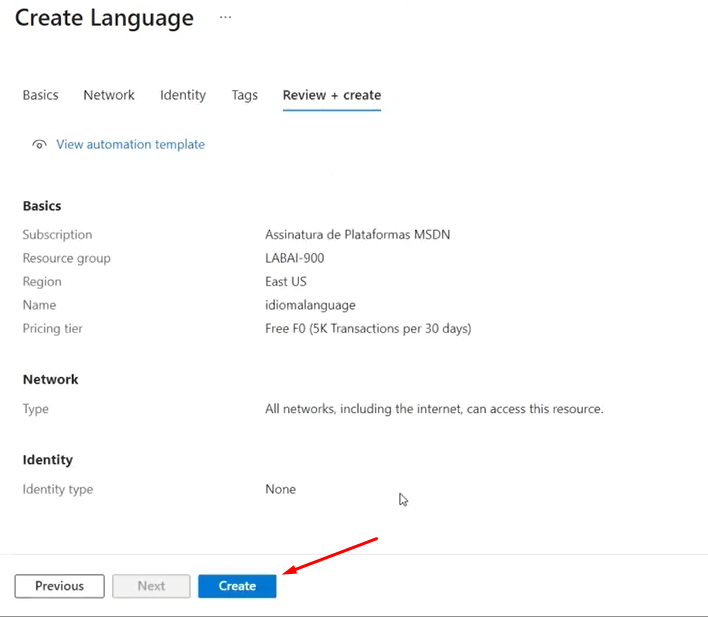 Create Language ...
Basics Network Identity Tags Review + create
View automation template
Basics
Subscription Assinatura de Plataformas MSDN
Resource group LABAI-900
Region East US
Name idiomalanguage
Pricing tier Free F0 (5K Transactions per 30 days)
Network
Type All networks, including the internet, can access this resource.
Identity
Identity type None
Previous Next Create